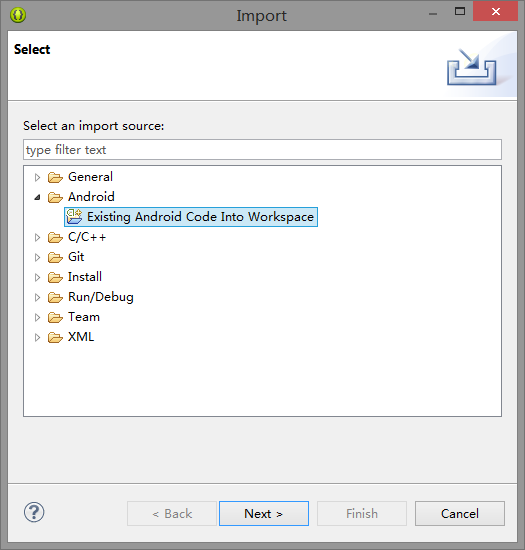 Import
Select
Select an import source:
type filter text
General
Android
Existing Android Code Into Workspace
C/C++
Git
Install
Run/Debug
Team
XML
?
< Back
Next >
Finish
Cancel